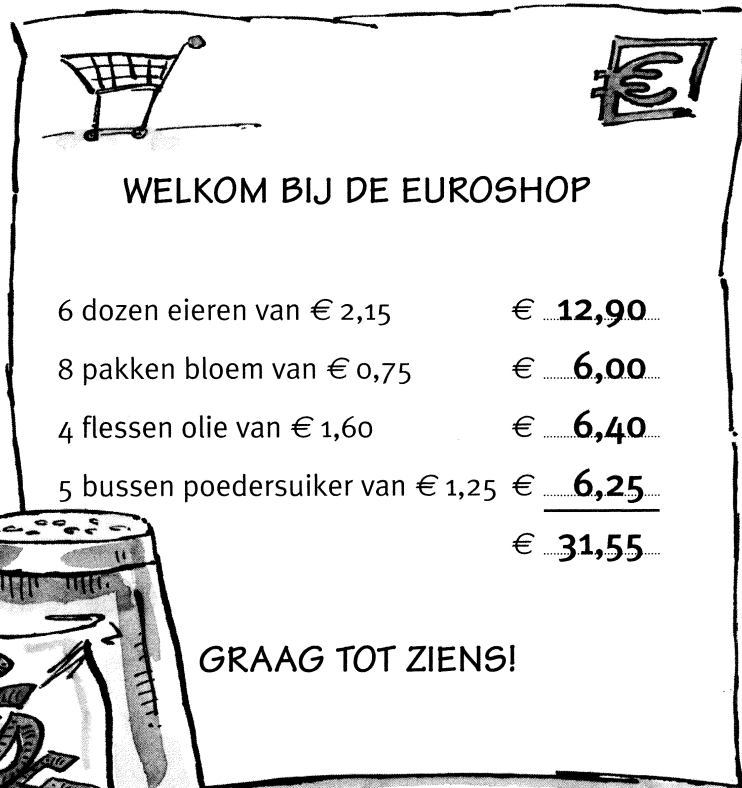 €
WELKOM BIJ DE EUROSHOP
6 dozen eieren van € 2,15 € 12,90
8 pakken bloem van € 0,75 € 6,00
4 flessen olie van € 1,60 € 6,40
5 bussen poedersuiker van € 1,25 € 6,25
€ 31,55
GRAAG TOT ZIENS!